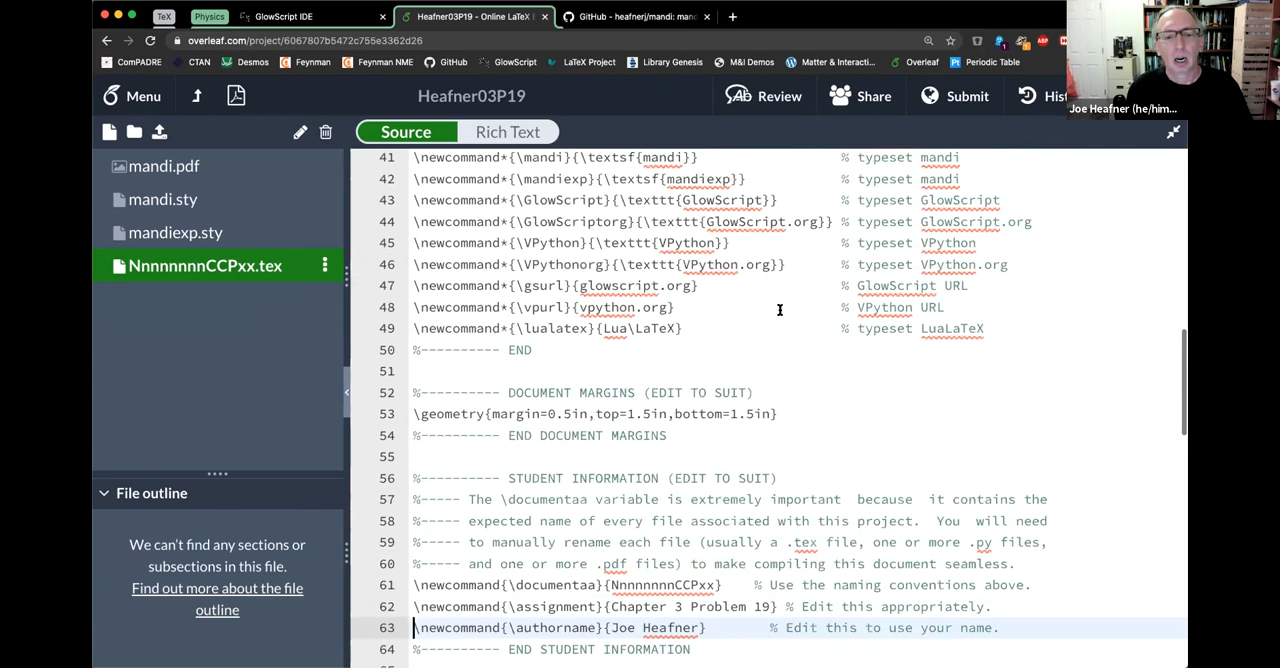 TeX Physics GlowScript IDE × Heafner03P19 - Online LaTeX E × GitHub - heafnerj/mandi: mand × +
overleaf.com/project/6067807b5472c755e3362d26
ComPADRE CTAN Desmos Feynman Feynman NME GitHub GlowScript LaTeX Project Library Genesis M&I Demos Matter & Interacti... Overleaf Periodic Table
Joe Heafner (he/him...
Menu Heafner03P19 Review Share Submit Hist
Source Rich Text
mandi.pdf
mandi.sty
mandiexp.sty
NnnnnnnnCCPxx.tex
File outline
We can't find any sections or
subsections in this file.
Find out more about the file
outline
41 \newcommand*{\mandi}{\textsf{mandi}} % typeset mandi
42 \newcommand*{\mandiexp}{\textsf{mandiexp}} % typeset mandi
43 \newcommand*{\GlowScript}{\texttt{GlowScript}} % typeset GlowScript
44 \newcommand*{\GlowScriptorg}{\texttt{GlowScript.org}} % typeset GlowScript.org
45 \newcommand*{\VPython}{\texttt{VPython}} % typeset VPython
46 \newcommand*{\VPythonorg}{\texttt{VPython.org}} % typeset VPython.org
47 \newcommand*{\gsurl}{glowscript.org} % GlowScript URL
48 \newcommand*{\vpurl}{vpython.org} % VPython URL
49 \newcommand*{\lualatex}{Lua\LaTeX} % typeset LuaLaTeX
50 %---------- END
51
52 %---------- DOCUMENT MARGINS (EDIT TO SUIT)
53 \geometry{margin=0.5in,top=1.5in,bottom=1.5in}
54 %---------- END DOCUMENT MARGINS
55
56 %---------- STUDENT INFORMATION (EDIT TO SUIT)
57 %----- The \documentaa variable is extremely important because it contains the
58 %----- expected name of every file associated with this project. You will need
59 %----- to manually rename each file (usually a .tex file, one or more .py files,
60 %----- and one or more .pdf files) to make compiling this document seamless.
61 \newcommand{\documentaa}{NnnnnnnnCCPxx} % Use the naming conventions above.
62 \newcommand{\assignment}{Chapter 3 Problem 19} % Edit this appropriately.
63 \newcommand{\authorname}{Joe Heafner} % Edit this to use your name.
64 %---------- END STUDENT INFORMATION